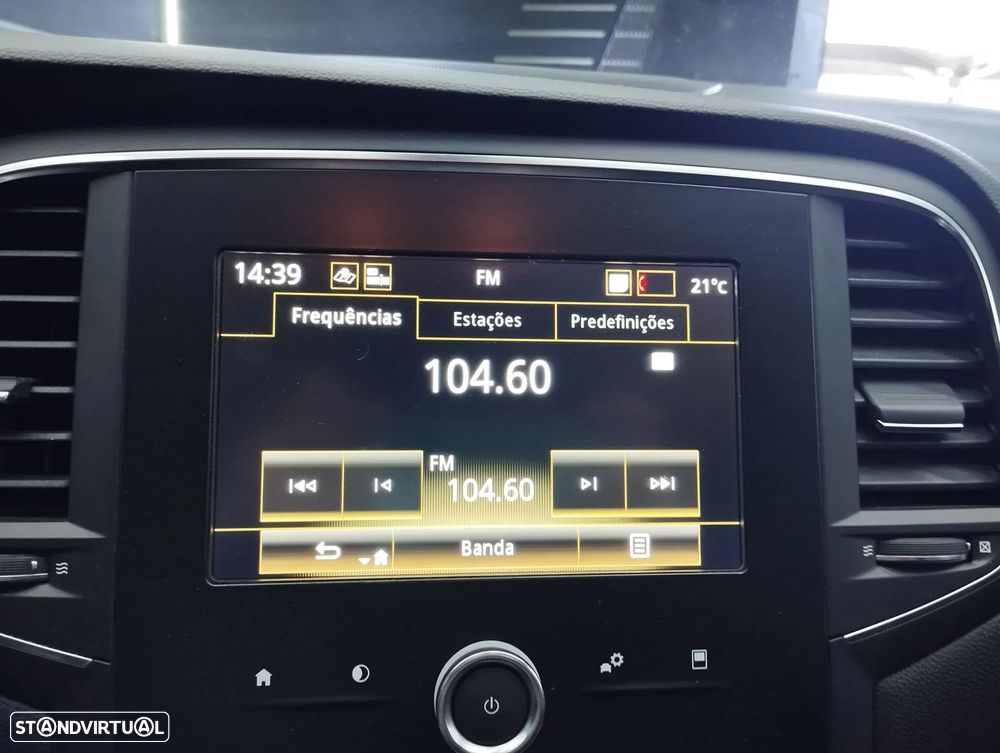 14:39 FM 21°C
Frequências Estações Predefinições
104.60
FM
104.60
Banda
STANDVIRTUAL